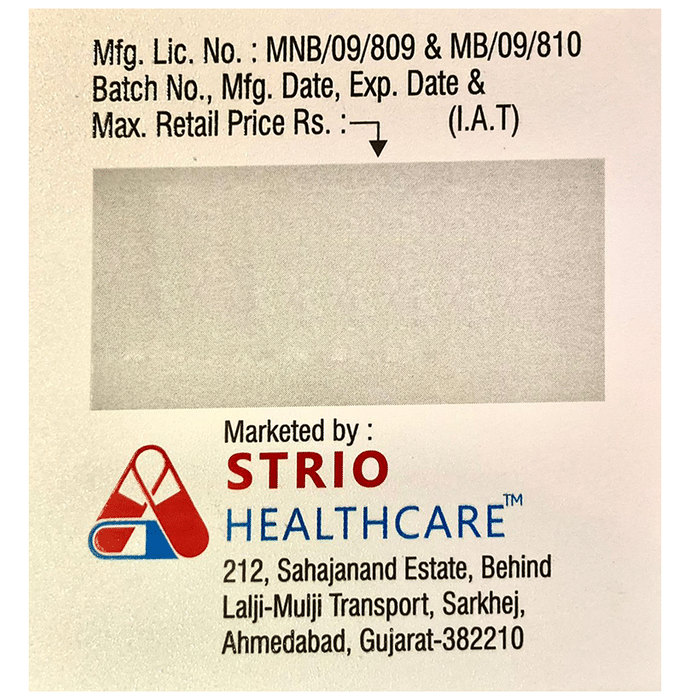 Mfg. Lic. No. : MNB/09/809 & MB/09/810
Batch No., Mfg. Date, Exp. Date &
Max. Retail Price Rs. : (I.A.T)
Marketed by :
STRIO
HEALTHCARE™
212, Sahajanand Estate, Behind
Lalji-Mulji Transport, Sarkhej,
Ahmedabad, Gujarat-382210